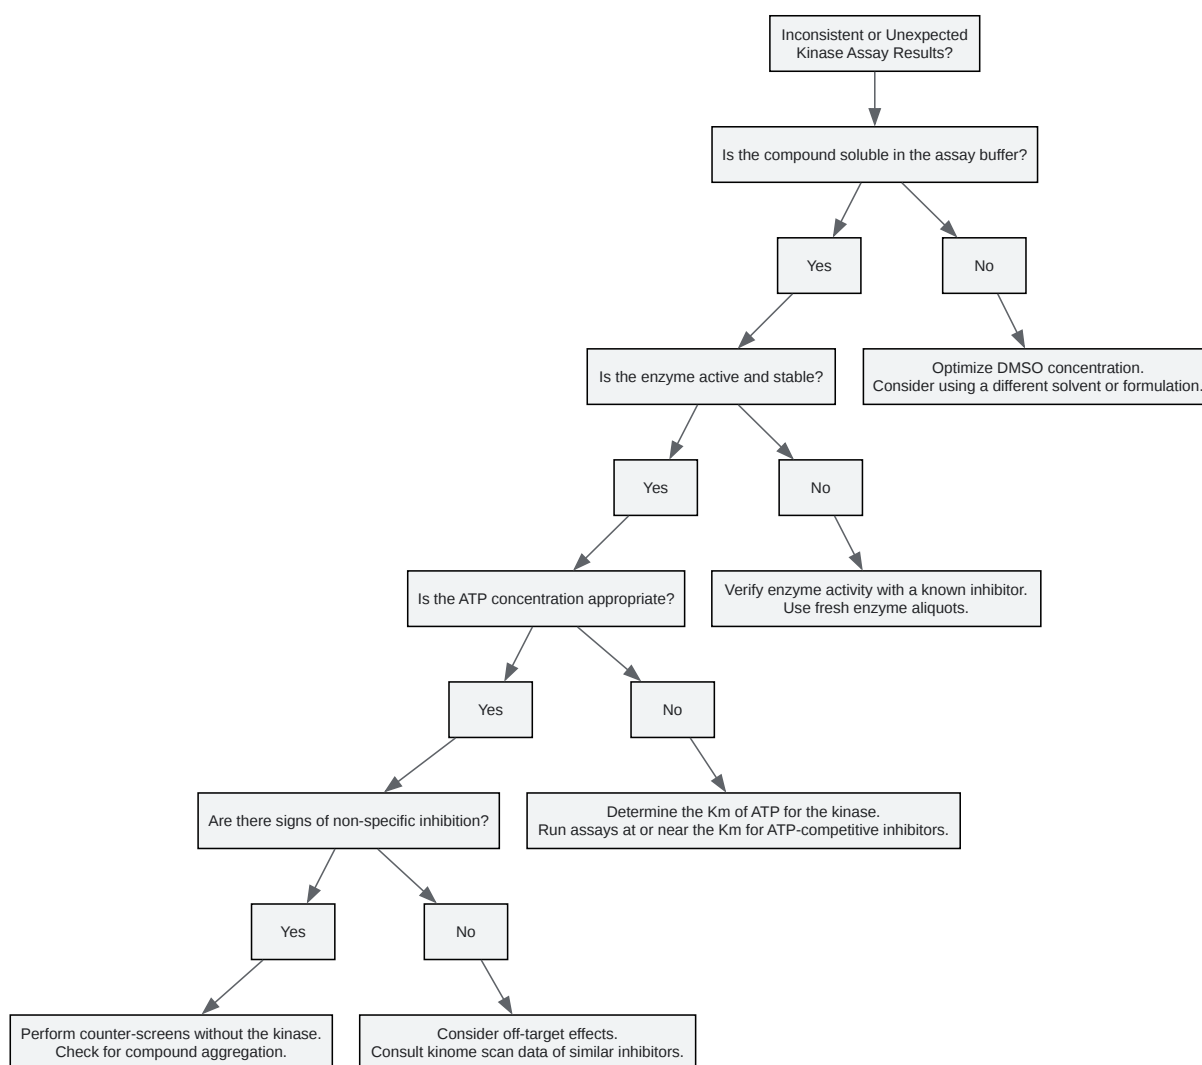 Inconsistent or Unexpected
Kinase Assay Results?
Is the compound soluble in the assay buffer?
Yes
No
Is the enzyme active and stable?
Optimize DMSO concentration.
Consider using a different solvent or formulation.
Yes
No
Is the ATP concentration appropriate?
Verify enzyme activity with a known inhibitor.
Use fresh enzyme aliquots.
Yes
No
Are there signs of non-specific inhibition?
Determine the Km of ATP for the kinase.
Run assays at or near the Km for ATP-competitive inhibitors.
Yes
No
Perform counter-screens without the kinase.
Check for compound aggregation.
Consider off-target effects.
Consult kinome scan data of similar inhibitors.